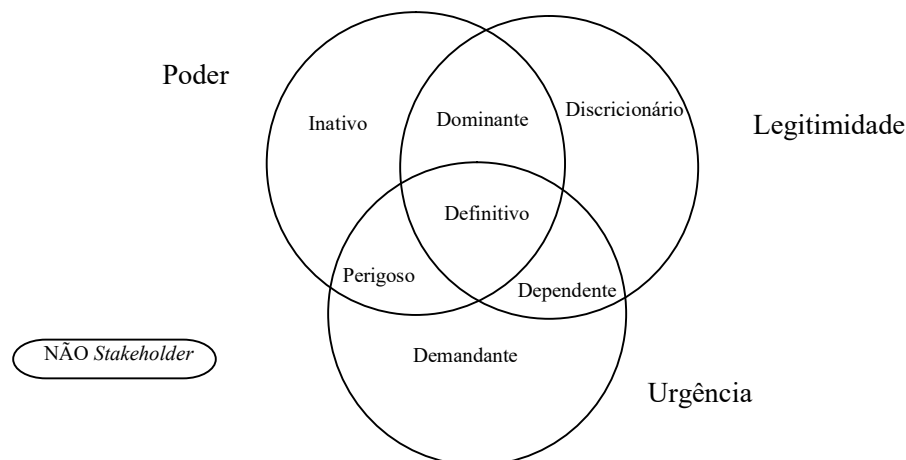 Poder
Inativo
Dominante
Discricionário
Legitimidade
Definitivo
Perigoso
Dependente
NÃO Stakeholder
Demandante
Urgência